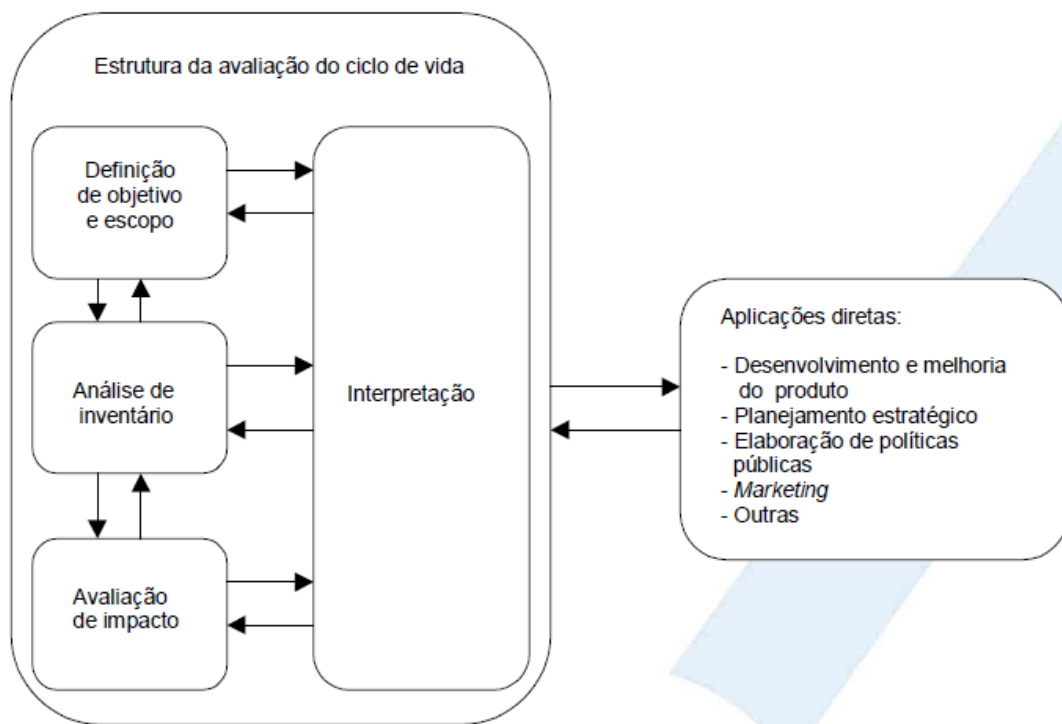 Estrutura da avaliação do ciclo de vida
Definição
de objetivo
e escopo
Análise de
inventário
Avaliação
de impacto
Interpretação
Aplicações diretas:
- Desenvolvimento e melhoria
do produto
- Planejamento estratégico
- Elaboração de políticas
públicas
- Marketing
- Outras